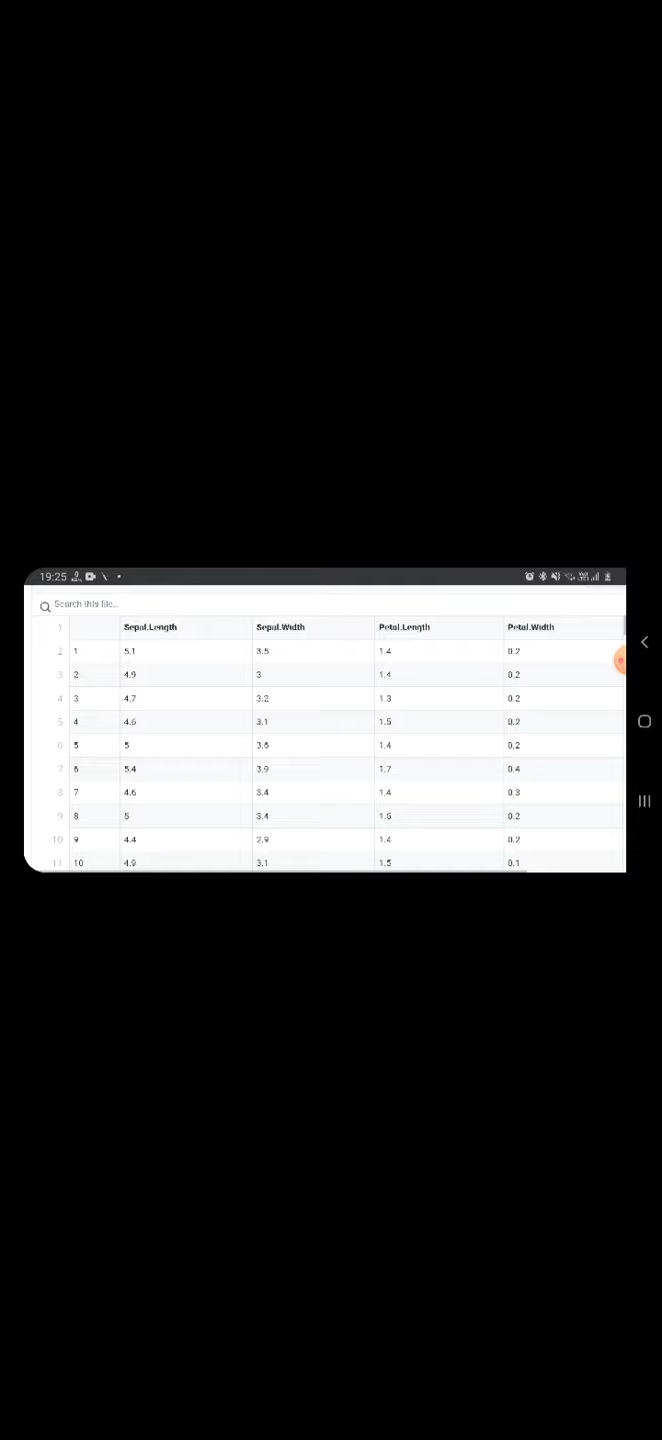 19:25
Search this file...
1 Sepal.Length Sepal.Width Petal.Length Petal.Width
2 1 5.1 3.5 1.4 0.2
3 2 4.9 3 1.4 0.2
4 3 4.7 3.2 1.3 0.2
5 4 4.6 3.1 1.5 0.2
6 5 5 3.6 1.4 0.2
7 6 5.4 3.9 1.7 0.4
8 7 4.6 3.4 1.4 0.3
9 8 5 3.4 1.5 0.2
10 9 4.4 2.9 1.4 0.2
11 10 4.9 3.1 1.5 0.1